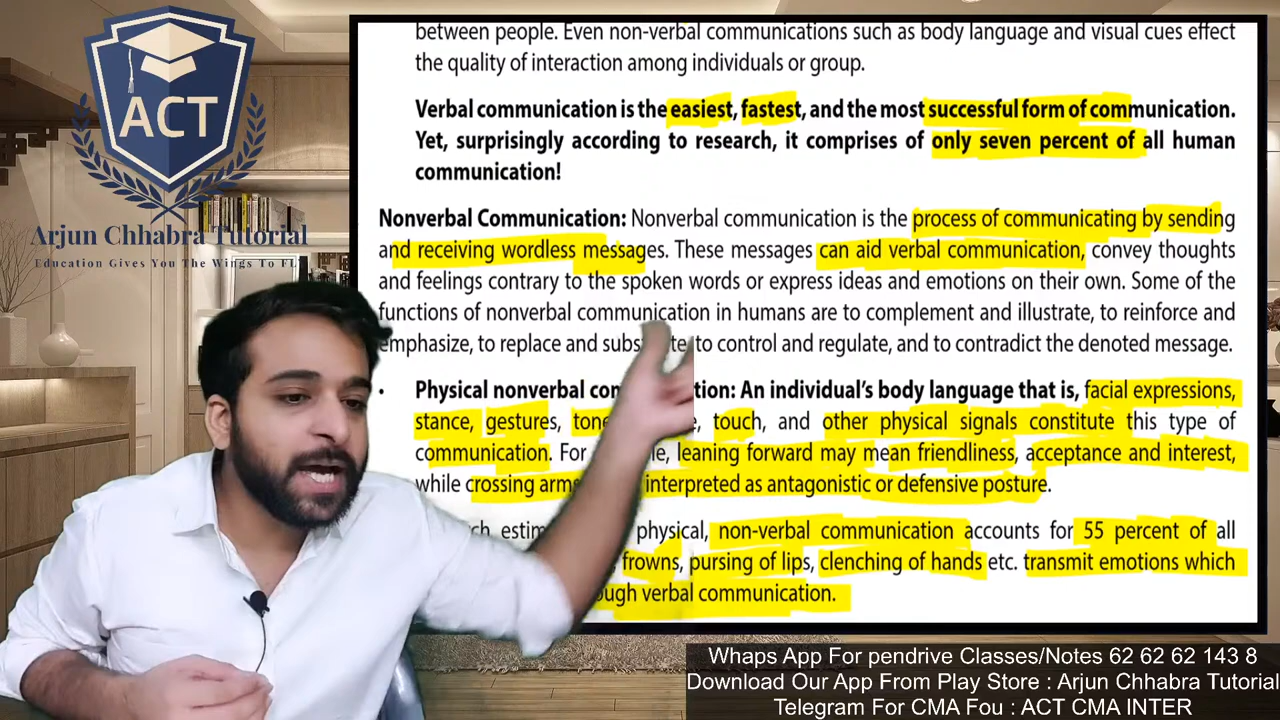 ACT
Arjun Chhabra Tutorial
Education Gives You The Wings To
between people. Even non-verbal communications such as body language and visual cues effect
the quality of interaction among individuals or group.
Verbal communication is the easiest, fastest, and the most successful form of communication.
Yet, surprisingly according to research, it comprises of only seven percent of all human
communication!
Nonverbal Communication: Nonverbal communication is the process of communicating by sending
and receiving wordless messages. These messages can aid verbal communication, convey thoughts
and feelings contrary to the spoken words or express ideas and emotions on their own. Some of the
functions of nonverbal communication in humans are to complement and illustrate, to reinforce and
emphasize, to replace and to control and regulate, and to contradict the denoted message.
• Physical nonverbal An individual's body language that is, facial expressions,
stance, gestures, touch, and other physical signals constitute this type of
communication. For leaning forward may mean friendliness, acceptance and interest,
while crossing interpreted as antagonistic or defensive posture.
physical, non-verbal communication accounts for 55 percent of all
frowns, pursing of lips, clenching of hands etc. transmit emotions which
verbal communication.
Whaps App For pendrive Classes/Notes 62 62 62 143 8
Download Our App From Play Store : Arjun Chhabra Tutorial
Telegram For CMA Fou : ACT CMA INTER